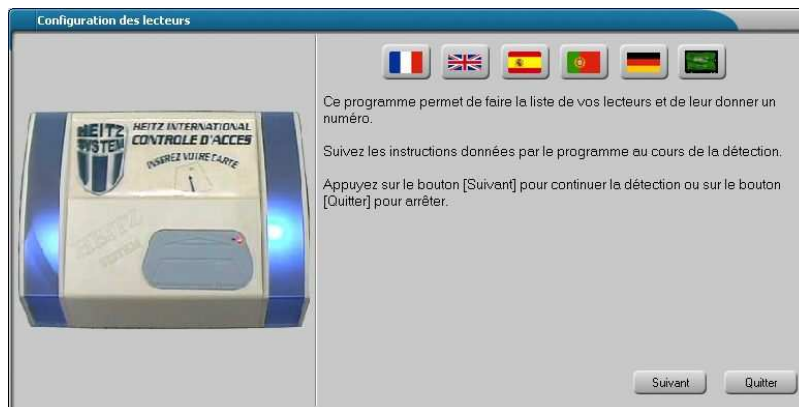 Configuration des lecteurs
HEITZ
SYSTEM
HEITZ INTERNATIONAL
CONTROLE D'ACCES
INSEREZ VOTRE CARTE
HEITZ
SYSTEM
Ce programme permet de faire la liste de vos lecteurs et de leur donner un
numéro.
Suivez les instructions données par le programme au cours de la détection.
Appuyez sur le bouton [Suivant] pour continuer la détection ou sur le bouton
[Quitter] pour arrêter.
Suivant
Quitter